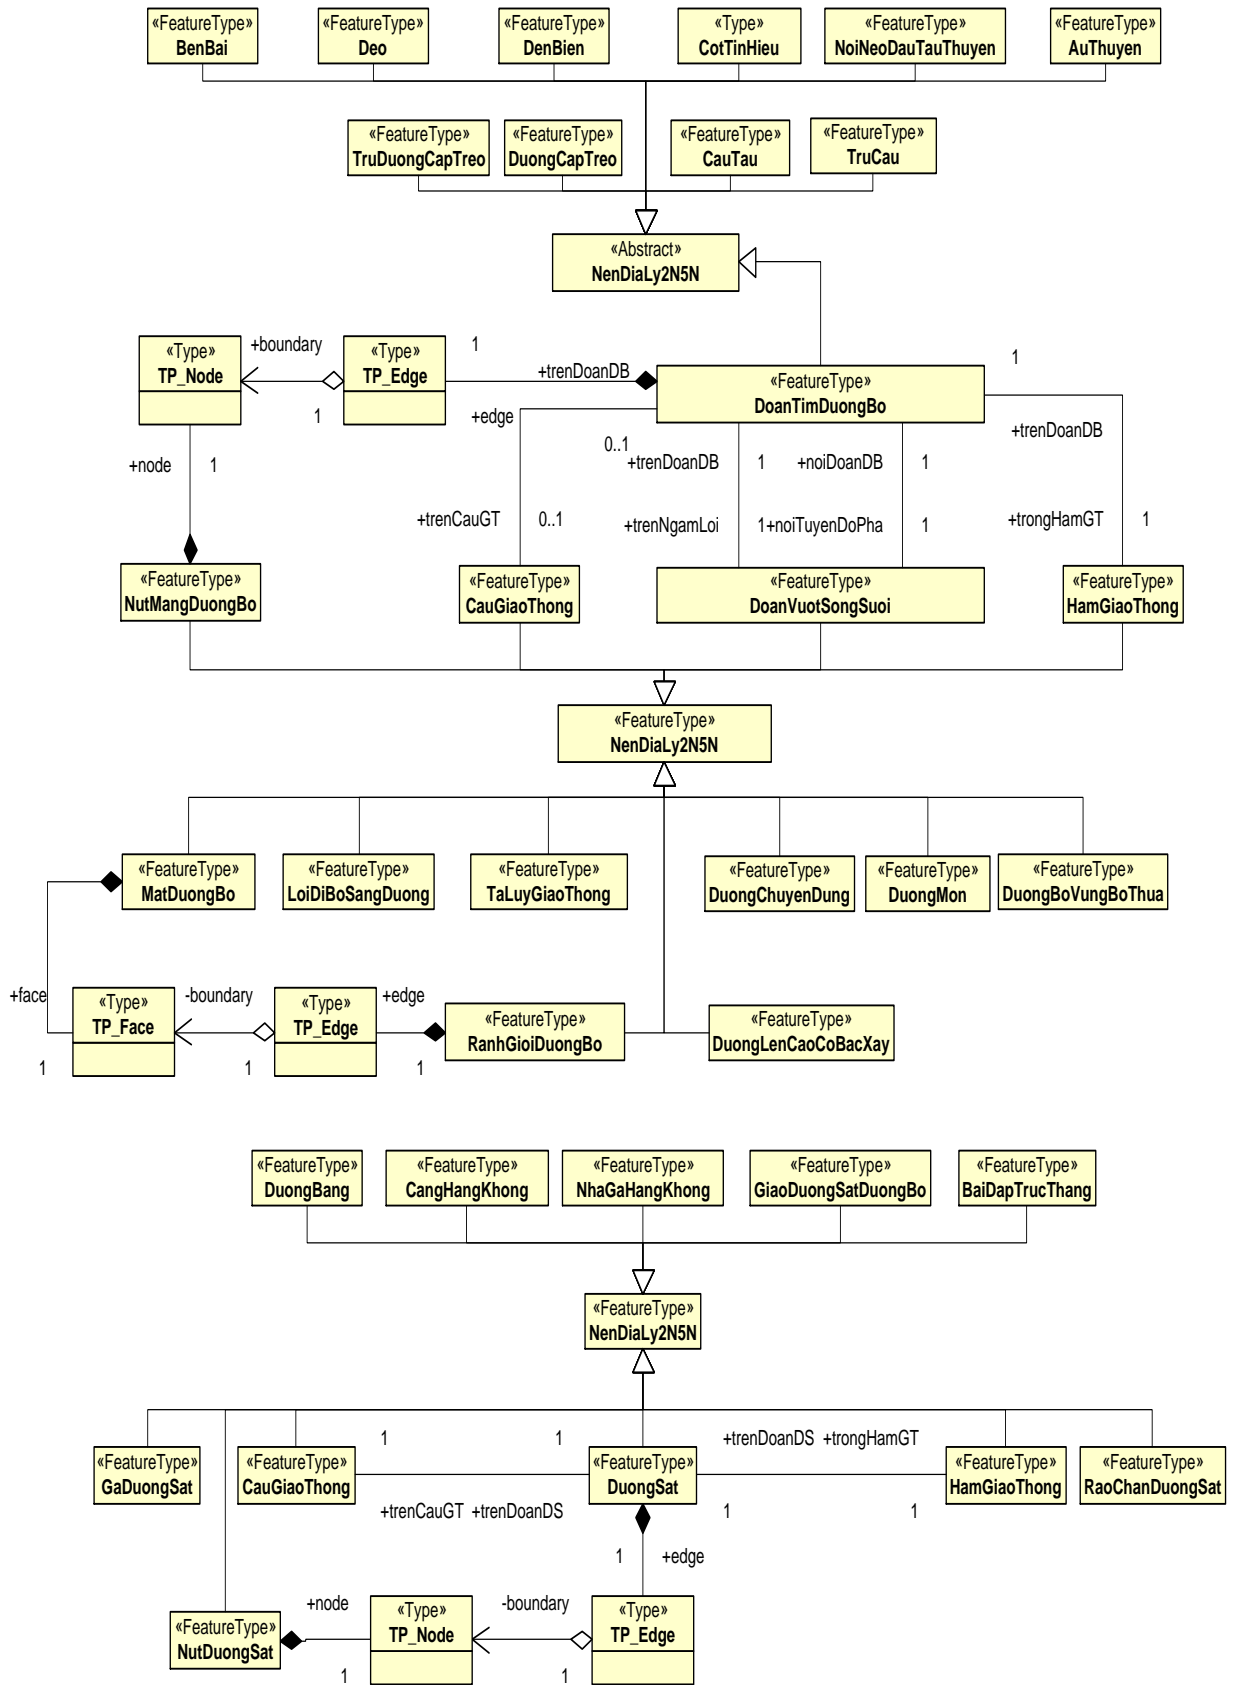 «FeatureType» «FeatureType» «FeatureType» «Type» «FeatureType» «FeatureType»
BenBai Deo DenBien CotTinHieu NoiNeoDauTauThuyen AuThuyen
«FeatureType» «FeatureType» «FeatureType» «FeatureType»
TruDuongCapTreo DuongCapTreo CauTau TruCau
«Abstract»
NenDiaLy2N5N
«Type» +boundary «Type» 1 1
TP_Node TP_Edge +trenDoanDB «FeatureType»
DoanTimDuongBo
1 +edge
+trenDoanDB
0..1
+node 1 +trenDoanDB 1 +noiDoanDB 1
+trenCauGT 0..1 +trenNgamLoi 1 +noiTuyenDoPha 1 +trongHamGT 1
«FeatureType» «FeatureType» «FeatureType» «FeatureType»
NutMangDuongBo CauGiaoThong DoanVuotSongSuoi HamGiaoThong
«FeatureType»
NenDiaLy2N5N
«FeatureType» «FeatureType» «FeatureType» «FeatureType» «FeatureType» «FeatureType»
MatDuongBo LoiDiBoSangDuong TaLuyGiaoThong DuongChuyenDung DuongMon DuongBoVungBoThua
+face «Type» -boundary «Type» +edge «FeatureType» «FeatureType»
TP_Face TP_Edge RanhGioiDuongBo DuongLenCaoCoBacXay
1 1 1
«FeatureType» «FeatureType» «FeatureType» «FeatureType» «FeatureType»
DuongBang CangHangKhong NhaGaHangKhong GiaoDuongSatDuongBo BaiDapTrucThang
«FeatureType»
NenDiaLy2N5N
1 1 +trenDoanDS +trongHamGT
«FeatureType» «FeatureType» «FeatureType» «FeatureType» «FeatureType»
GaDuongSat CauGiaoThong DuongSat HamGiaoThong RaoChanDuongSat
+trenCauGT +trenDoanDS 1 1
1 +edge
«FeatureType» +node «Type» -boundary «Type»
NutDuongSat TP_Node TP_Edge
1 1